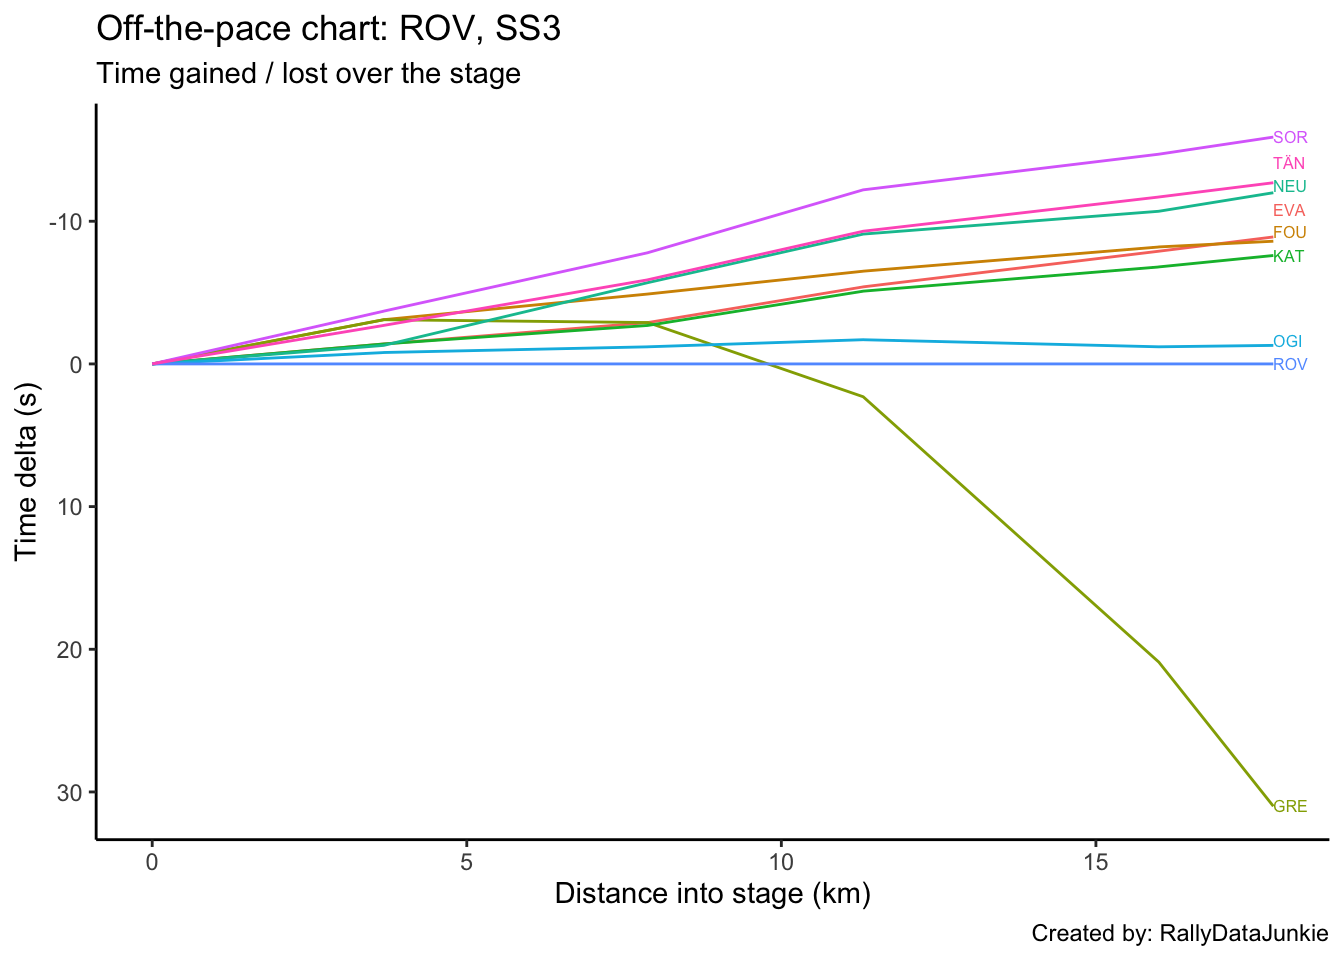 Off-the-pace chart: ROV, SS3
Time gained / lost over the stage
SOR
TÄN
NEU
EVA
FOU
KAT
OGI
ROV
GRE
-10
0
10
20
30
Time delta (s)
0 5 10 15
Distance into stage (km)
Created by: RallyDataJunkie